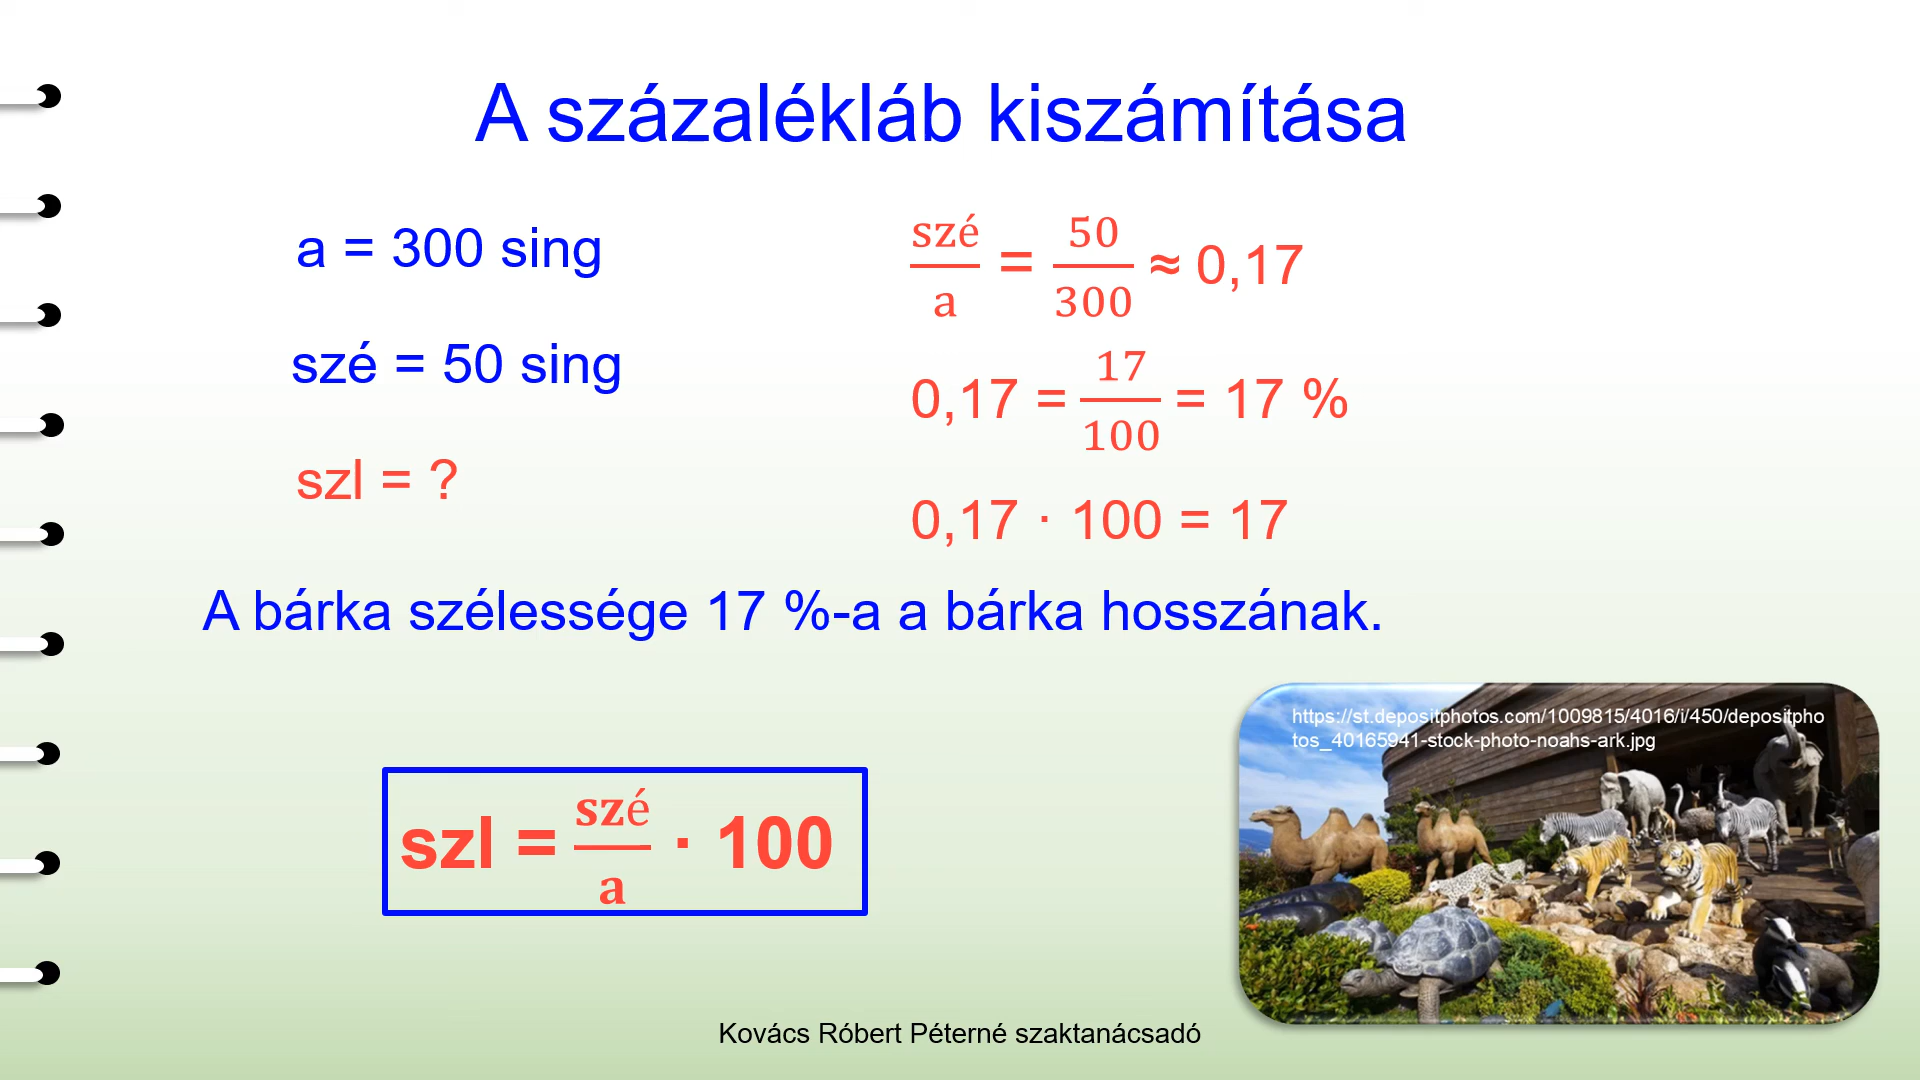 A százalékláb kiszámítása
a = 300 sing
szé = 50 sing
szl = ?
szé/a = 50/300 ≈ 0,17
0,17 = 17/100 = 17 %
0,17 · 100 = 17
A bárka szélessége 17 %-a a bárka hosszának.
szl = szé/a · 100
https://st.depositphotos.com/1009815/4016/i/450/depositpho
tos_40165941-stock-photo-noahs-ark.jpg
Kovács Róbert Péterné szaktanácsadó